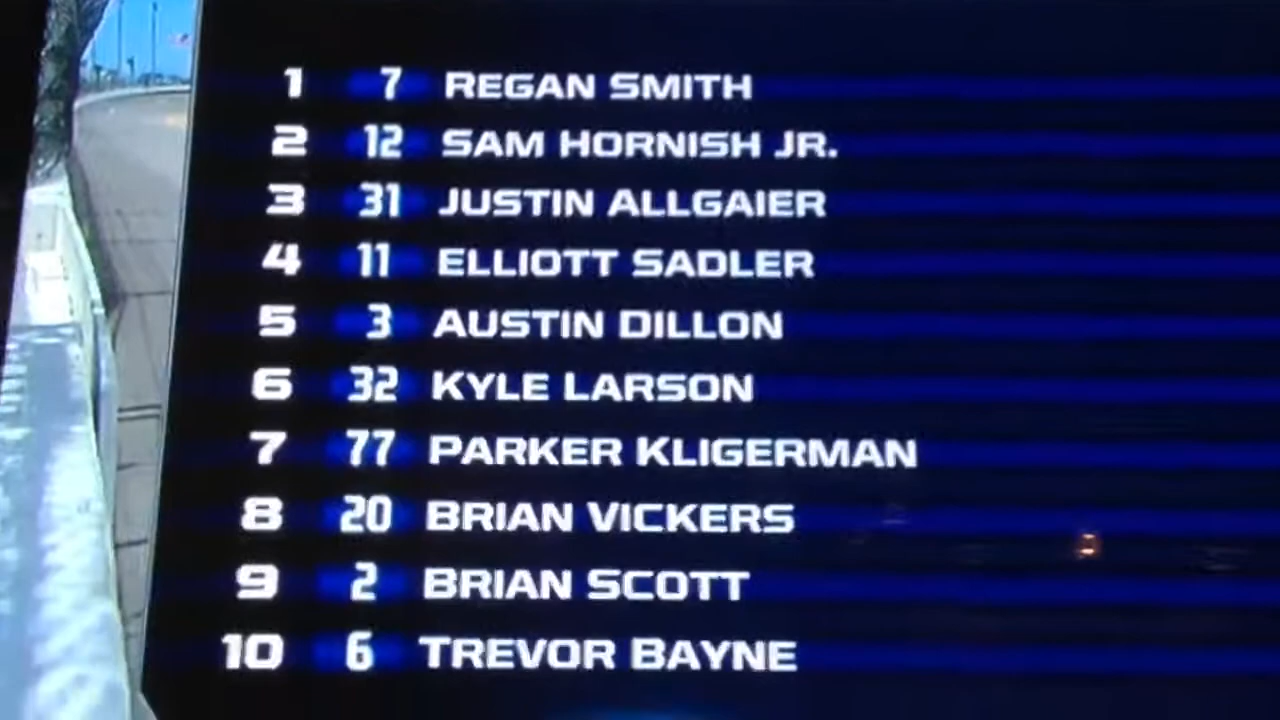 1 7 REGAN SMITH
2 12 SAM HORNISH JR.
3 31 JUSTIN ALLGAIER
4 11 ELLIOTT SADLER
5 3 AUSTIN DILLON
6 32 KYLE LARSON
7 77 PARKER KLIGERMAN
8 20 BRIAN VICKERS
9 2 BRIAN SCOTT
10 6 TREVOR BAYNE